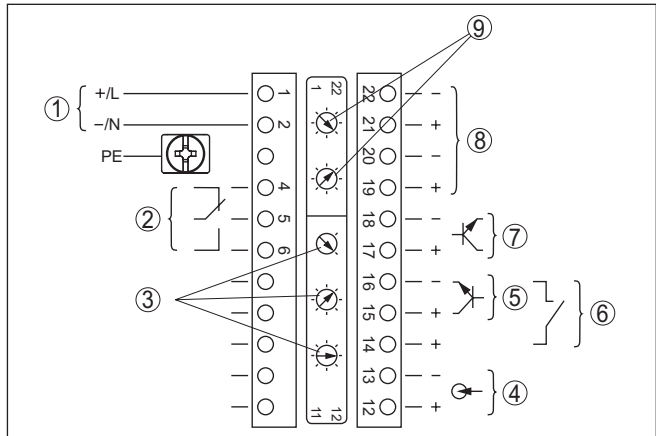 ⑨
① +/L 1 1 22 22 −
−/N 2 21 + ⑧
PE 20 −
4 19 +
② 5 18 − ⑦
6 17 +
16 − ⑤ ⑥
③ 15 +
14 +
13 − ④
11 12 12 +